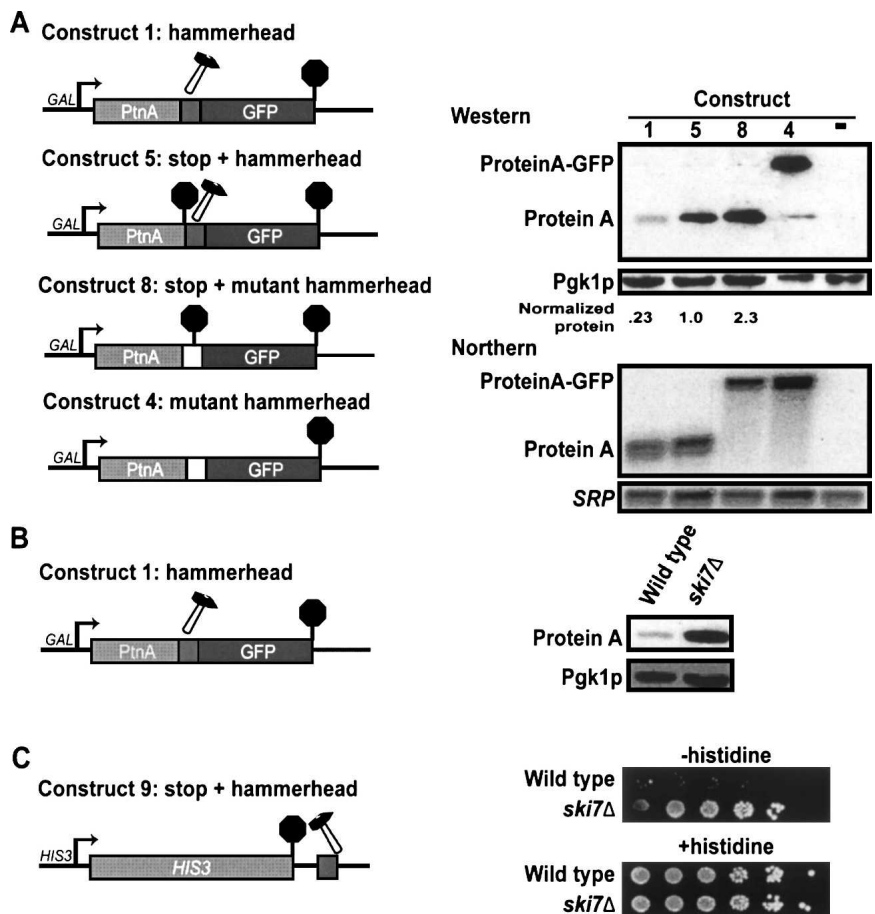 A
Construct 1: hammerhead
GAL
PtnA
GFP
Construct 5: stop + hammerhead
GAL
PtnA
GFP
Construct 8: stop + mutant hammerhead
GAL
PtnA
GFP
Construct 4: mutant hammerhead
GAL
PtnA
GFP
Construct
Western
1 5 8 4 -
ProteinA-GFP
Protein A
Pgk1p
Normalized protein .23 1.0 2.3
Northern
ProteinA-GFP
Protein A
SRP
B
Construct 1: hammerhead
GAL
PtnA
GFP
Wild type
ski7Δ
Protein A
Pgk1p
C
Construct 9: stop + hammerhead
HIS3
HIS3
-histidine
Wild type
ski7Δ
+histidine
Wild type
ski7Δ